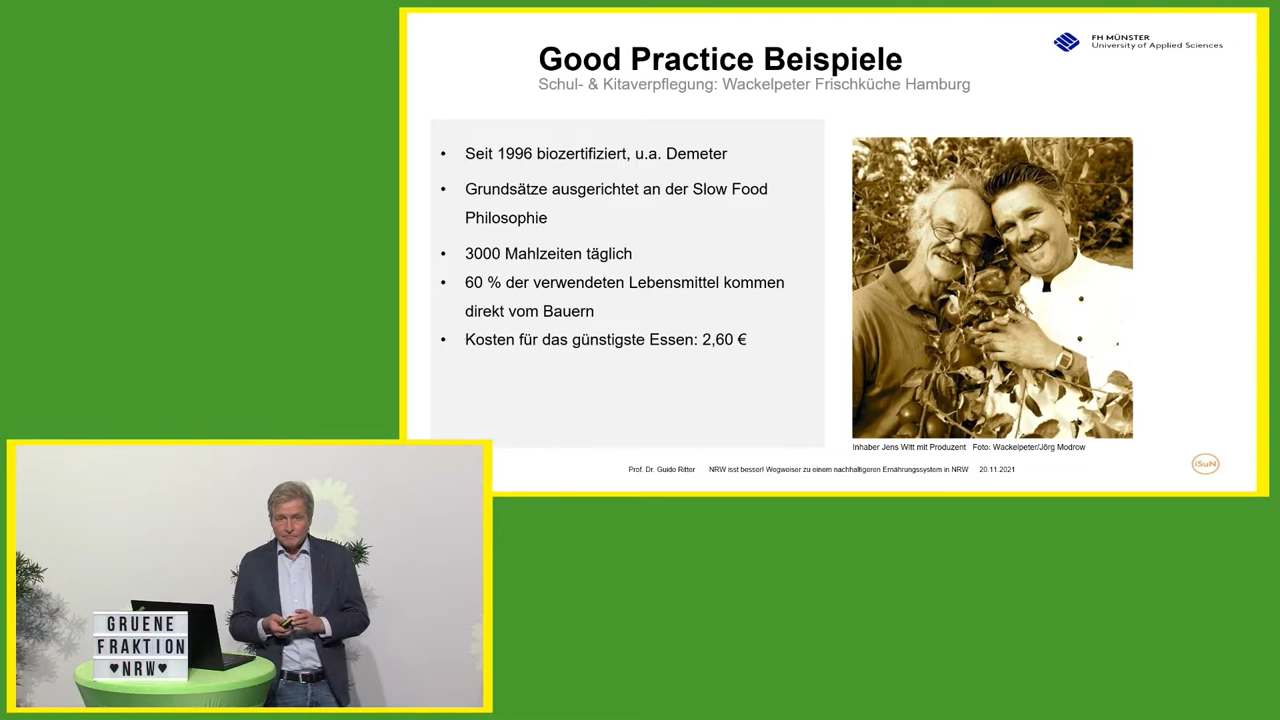 FH MÜNSTER
University of Applied Sciences
Good Practice Beispiele
Schul- & Kitaverpflegung: Wackelpeter Frischküche Hamburg
• Seit 1996 biozertifiziert, u.a. Demeter
• Grundsätze ausgerichtet an der Slow Food
Philosophie
• 3000 Mahlzeiten täglich
• 60 % der verwendeten Lebensmittel kommen
direkt vom Bauern
• Kosten für das günstigste Essen: 2,60 €
Inhaber Jens Witt mit Produzent Foto: Wackelpeter/Jörg Modrow
Prof. Dr. Guido Ritter NRW isst besser! Wegweiser zu einem nachhaltigeren Ernährungssystem in NRW 20.11.2021
iSuN
GRUENE
FRAKTION
♥NRW♥